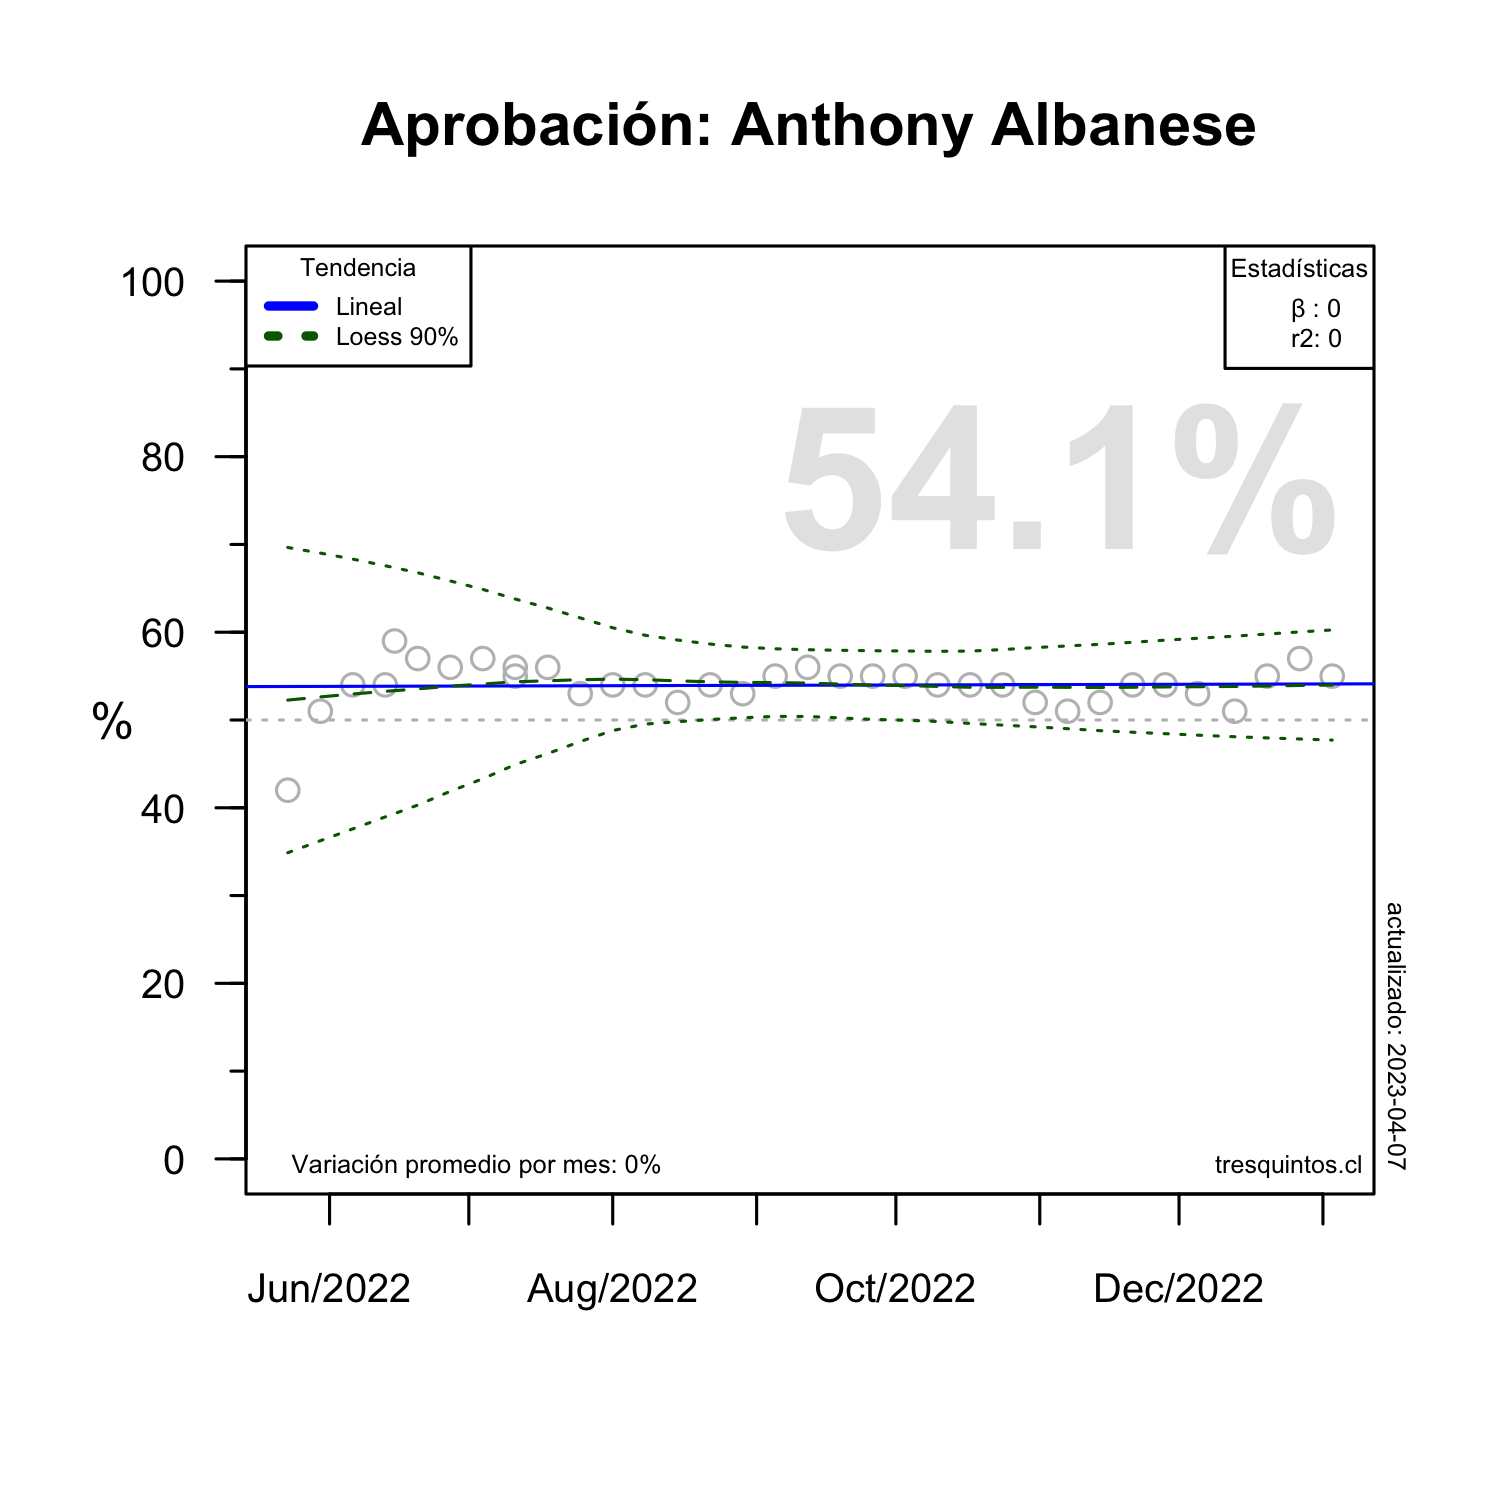 Aprobación: Anthony Albanese
Tendencia
Lineal
Loess 90%
Estadísticas
β : 0
r2: 0
54.1%
100
80
60
40
20
0
%
Variación promedio por mes: 0%
tresquintos.cl
actualizado: 2023-04-07
Jun/2022
Aug/2022
Oct/2022
Dec/2022